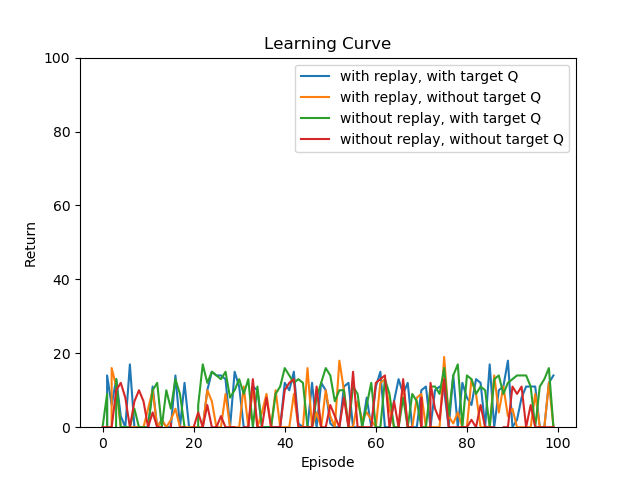 Learning Curve
100
80
60
40
20
0
Return
with replay, with target Q
with replay, without target Q
without replay, with target Q
without replay, without target Q
0 20 40 60 80 100
Episode